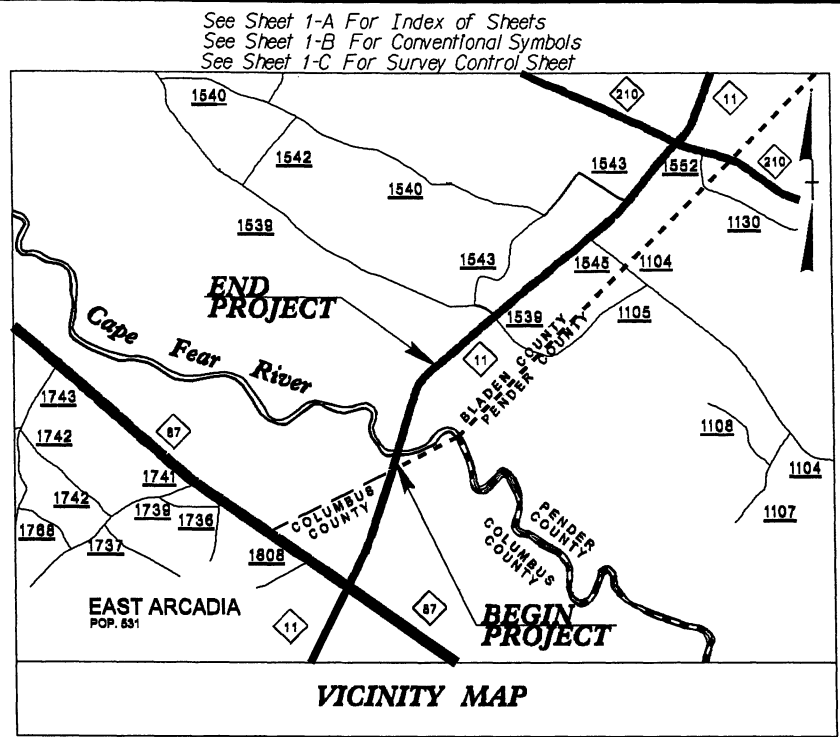 See Sheet 1-A For Index of Sheets
See Sheet 1-B For Conventional Symbols
See Sheet 1-C For Survey Control Sheet
210
11
1540
1542
1543
1552
210
1540
1539
1130
1543
1545
1104
END
PROJECT
1539
1105
Cape Fear River
11
BLADEN COUNTY
PENDER COUNTY
1743
87
1108
1742
1741
1104
1742
1739
1736
COLUMBUS
COUNTY
PENDER
COUNTY
COLUMBUS
COUNTY
1107
1768
1737
1808
EAST ARCADIA
POP. 531
11
87
BEGIN
PROJECT
VICINITY MAP